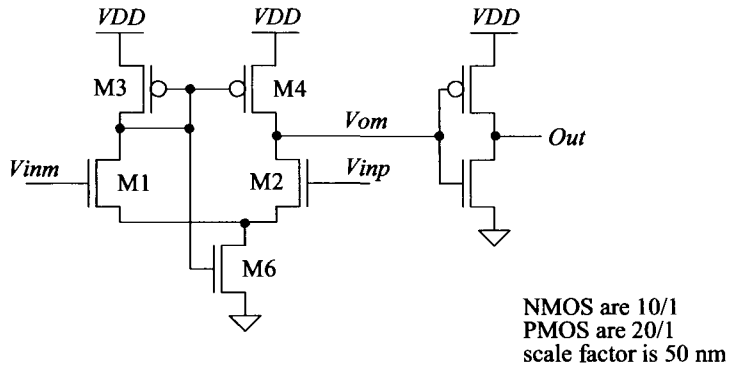 VDD VDD VDD
M3 M4
Vom
Out
Vinm M1 M2 Vinp
M6
NMOS are 10/1
PMOS are 20/1
scale factor is 50 nm